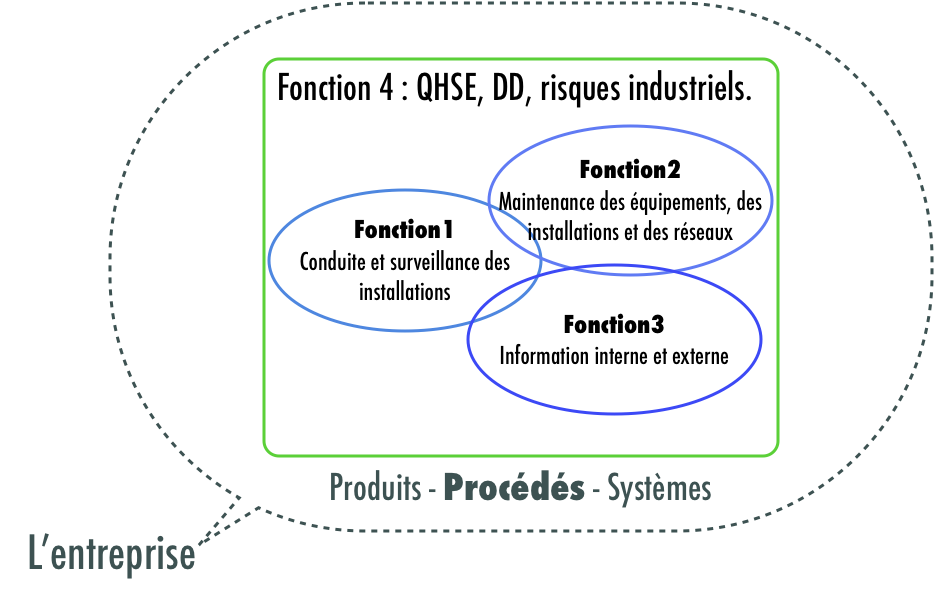 Fonction 4 : QHSE, DD, risques industriels.
Fonction2
Maintenance des équipements, des
installations et des réseaux
Fonction1
Conduite et surveillance des
installations
Fonction3
Information interne et externe
Produits - Procédés - Systèmes
L'entreprise